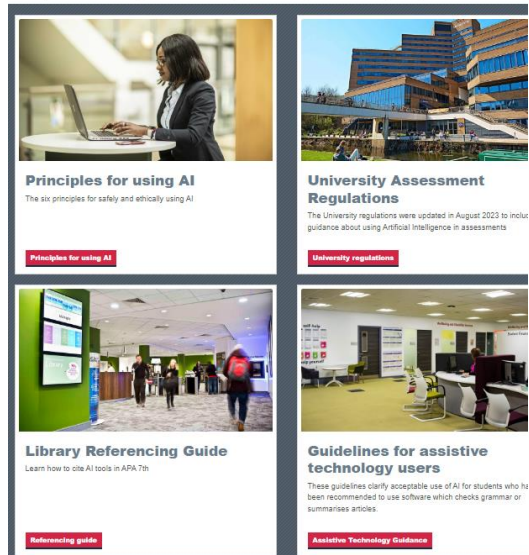 Principles for using AI
The six principles for safely and ethically using AI
Principles for using AI
University Assessment
Regulations
The University regulations were updated in August 2023 to includ
guidance about using Artificial Intelligence in assessments
University regulations
Library Referencing Guide
Learn how to cite AI tools in APA 7th
Referencing guide
Guidelines for assistive
technology users
These guidelines clarify acceptable use of AI for students who ha
been recommended to use software which checks grammar or
summarises articles.
Assistive Technology Guidance